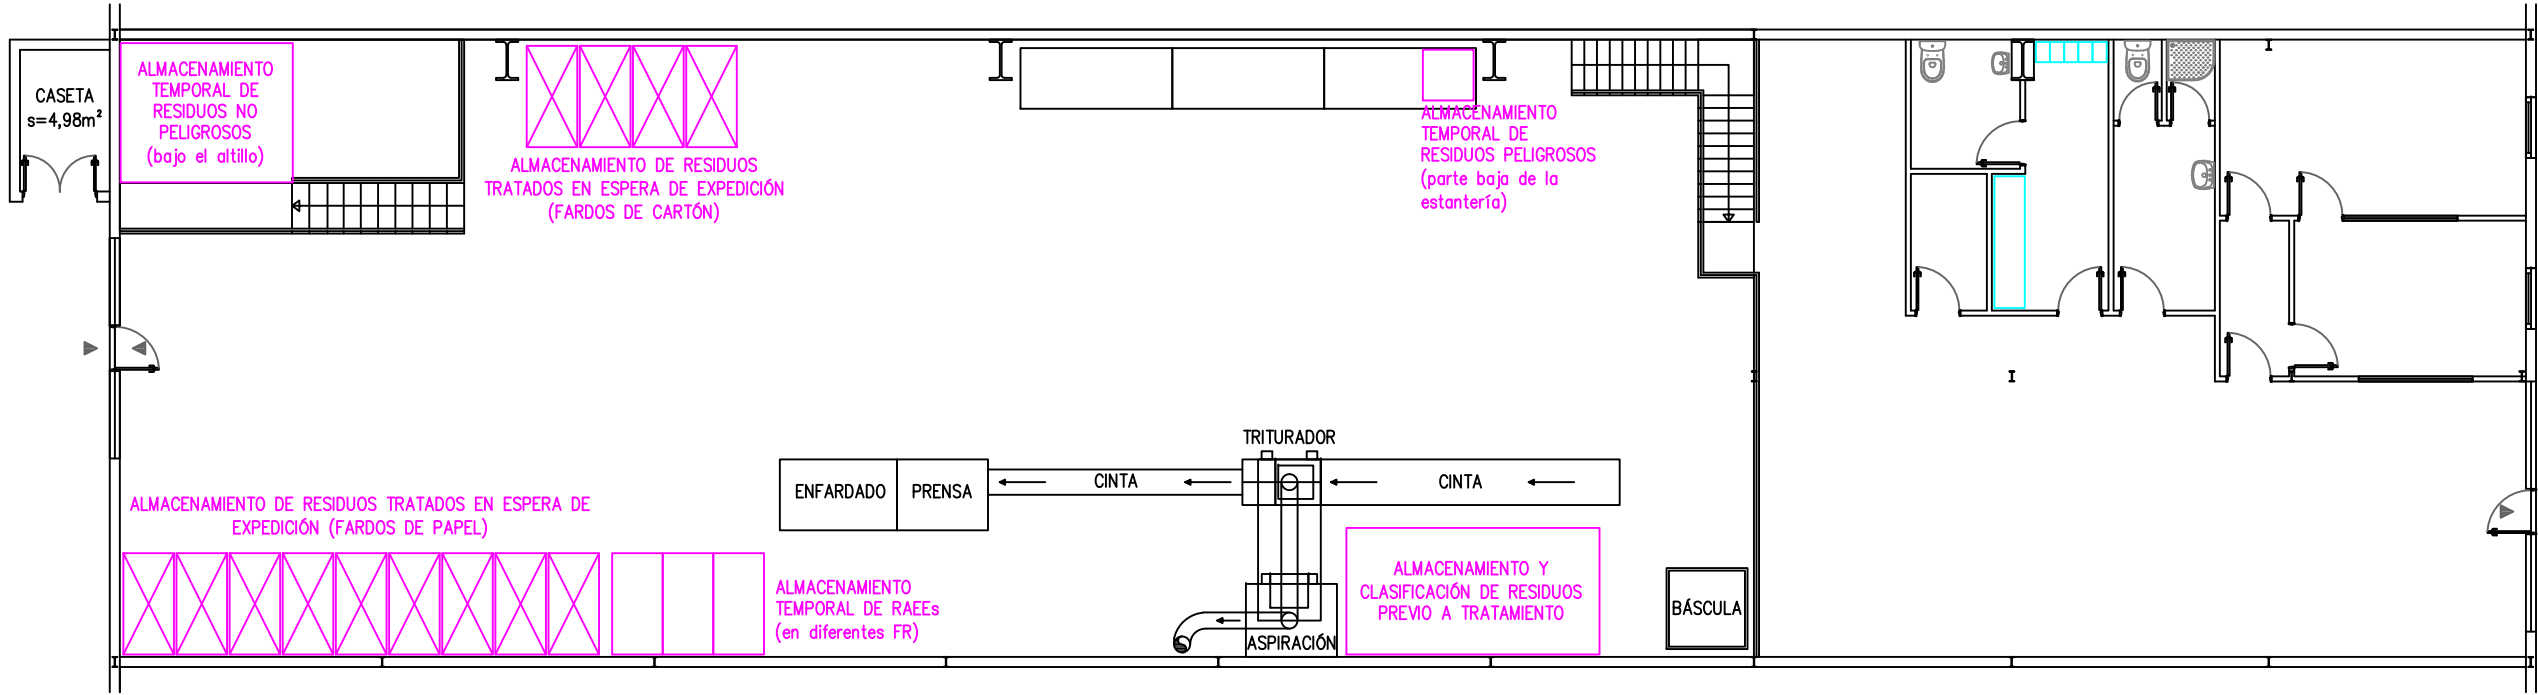 CASETA
s=4,98m²
ALMACENAMIENTO
TEMPORAL DE
RESIDUOS NO
PELIGROSOS
(bajo el altillo)
ALMACENAMIENTO DE RESIDUOS
TRATADOS EN ESPERA DE EXPEDICIÓN
(FARDOS DE CARTÓN)
ALMACENAMIENTO
TEMPORAL DE
RESIDUOS PELIGROSOS
(parte baja de la
estantería)
TRITURADOR
ENFARDADO
PRENSA
CINTA
CINTA
ALMACENAMIENTO DE RESIDUOS TRATADOS EN ESPERA DE
EXPEDICIÓN (FARDOS DE PAPEL)
ALMACENAMIENTO
TEMPORAL DE RAEEs
(en diferentes FR)
ASPIRACIÓN
ALMACENAMIENTO Y
CLASIFICACIÓN DE RESIDUOS
PREVIO A TRATAMIENTO
BÁSCULA